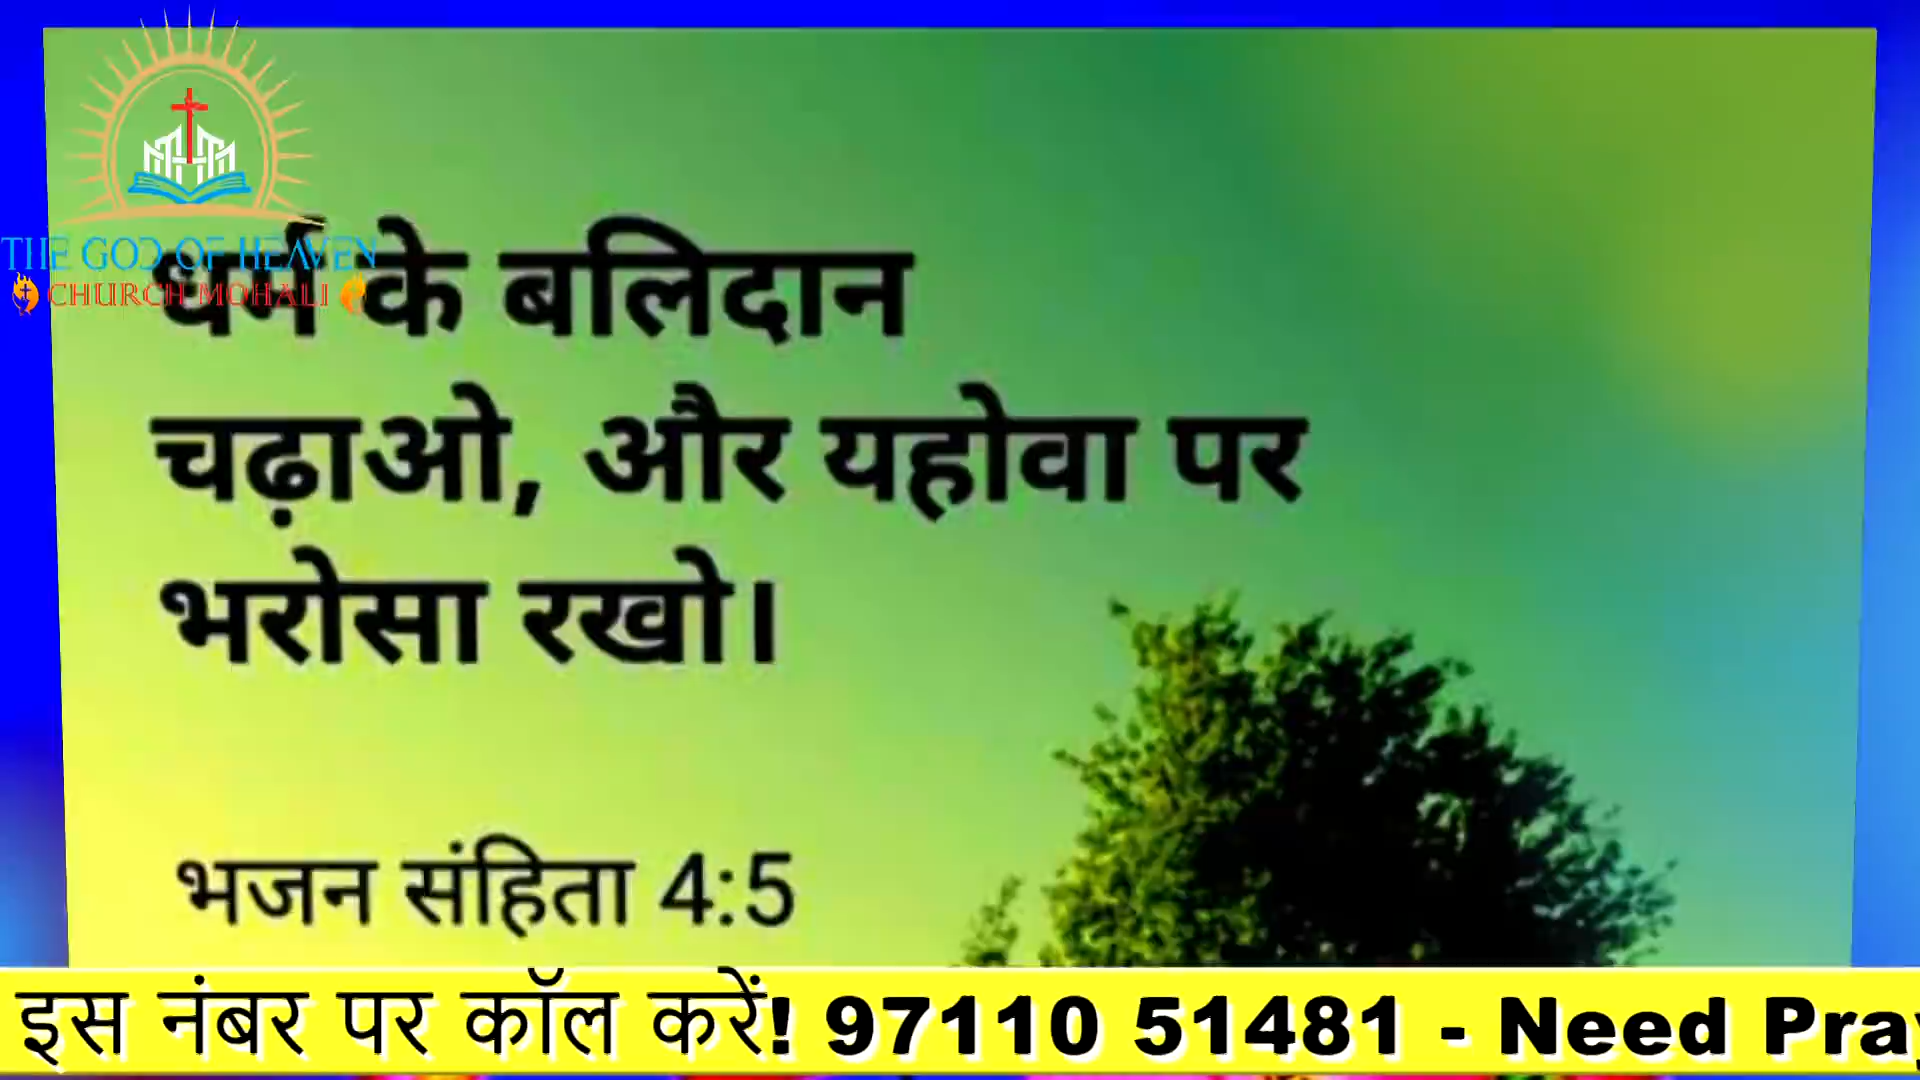 THE GOD OF HEAVEN
CHURCH MOHALI
धर्म के बलिदान
चढ़ाओ, और यहोवा पर
भरोसा रखो।
भजन संहिता 4:5
इस नंबर पर कॉल करें! 97110 51481 - Need Pray